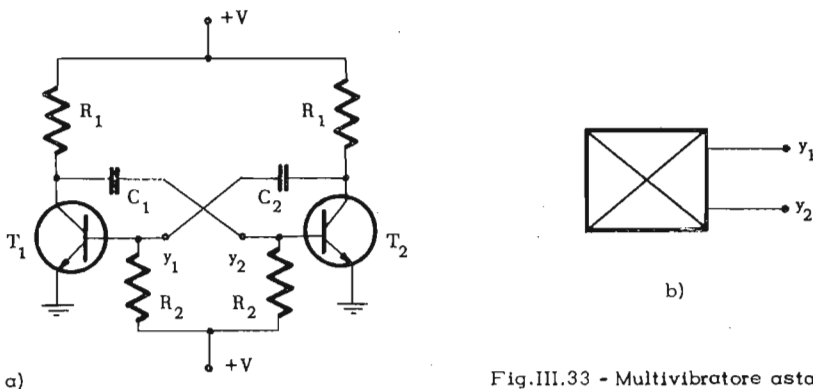 +V
R1
R1
C1
C2
T1
y1
y2
T2
R2
R2
+V
a)
y1
y2
b)
Fig.III.33 - Multivibratore asta